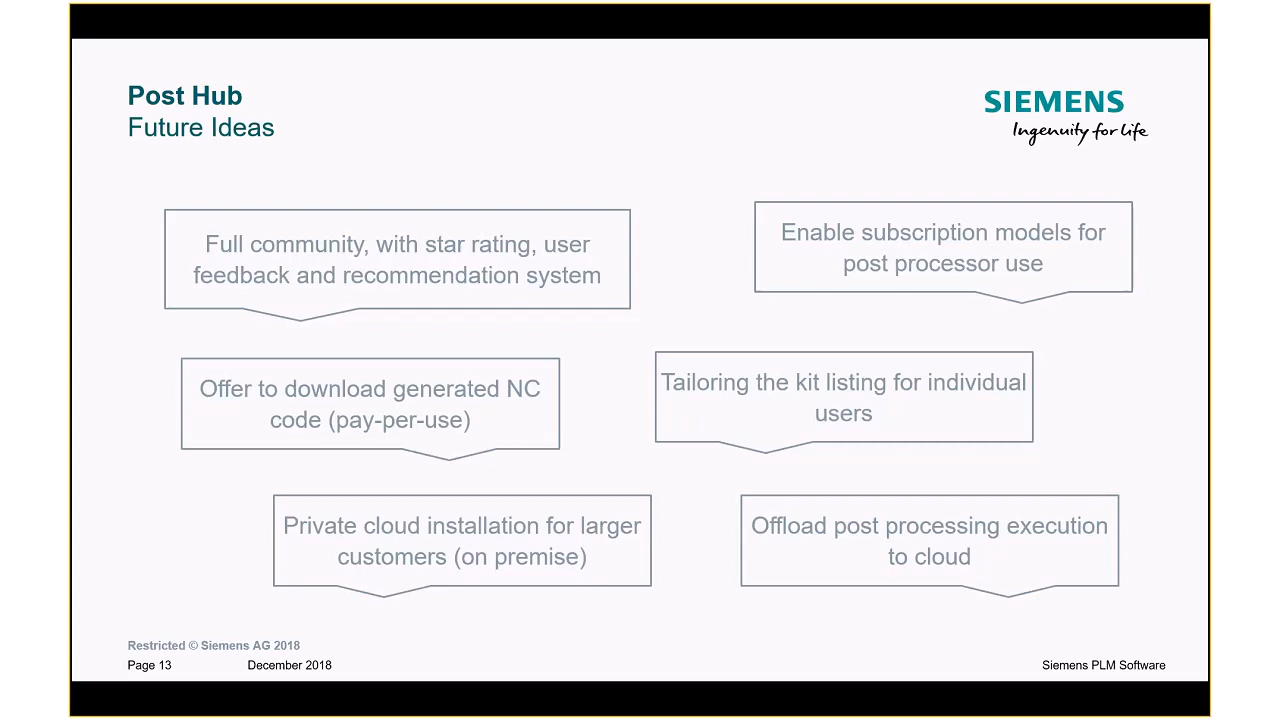 Post Hub
Future Ideas
SIEMENS
Ingenuity for life
Full community, with star rating, user
feedback and recommendation system
Enable subscription models for
post processor use
Offer to download generated NC
code (pay-per-use)
Tailoring the kit listing for individual
users
Private cloud installation for larger
customers (on premise)
Offload post processing execution
to cloud
Restricted © Siemens AG 2018
Page 13
December 2018
Siemens PLM Software